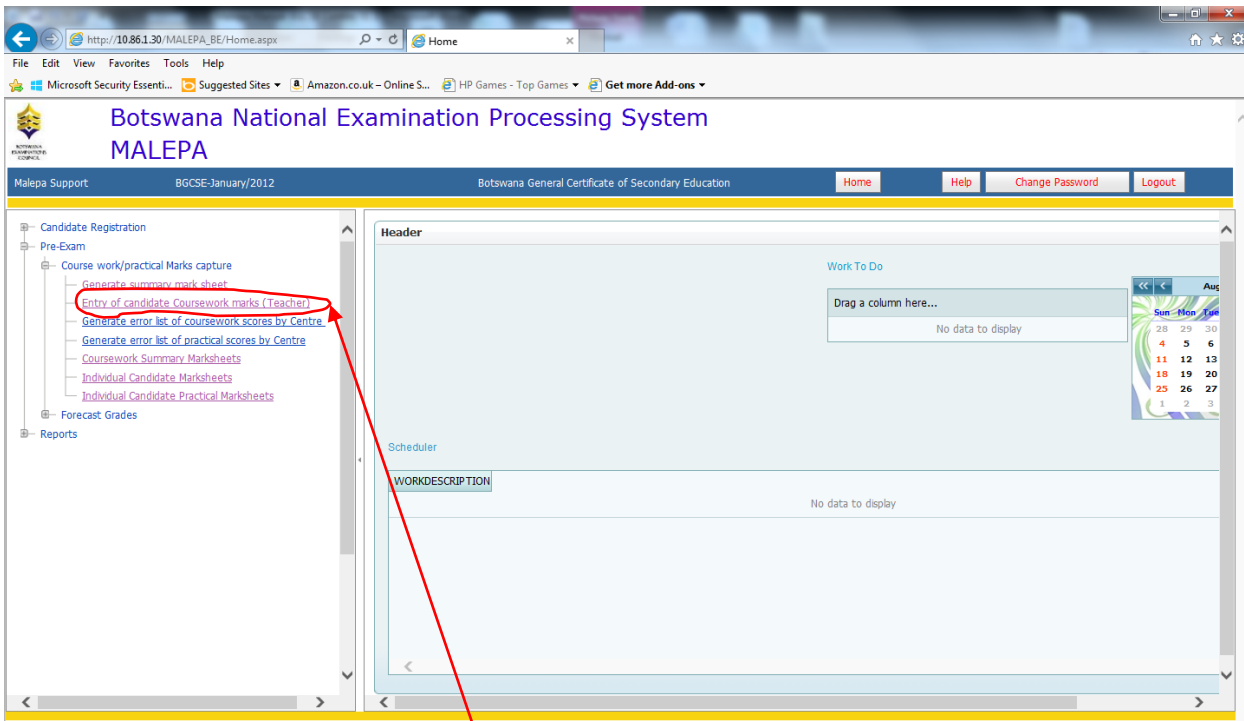 http://10.86.1.30/MALEPA_BE/Home.aspx
Home
File Edit View Favorites Tools Help
Microsoft Security Essenti... Suggested Sites Amazon.co.uk – Online S... HP Games - Top Games Get more Add-ons
BOTSWANA
EXAMINATIONS
COUNCIL
Botswana National Examination Processing System
MALEPA
Malepa Support BGCSE-January/2012 Botswana General Certificate of Secondary Education Home Help Change Password Logout
Candidate Registration
Pre-Exam
Course work/practical Marks capture
Generate summary mark sheet
Entry of candidate Coursework marks (Teacher)
Generate error list of coursework scores by Centre
Generate error list of practical scores by Centre
Coursework Summary Marksheets
Individual Candidate Marksheets
Individual Candidate Practical Marksheets
Forecast Grades
Reports
Header
Work To Do
Drag a column here...
No data to display
<< < Aug
Sun Mon Tue
28 29 30
4 5 6
11 12 13
18 19 20
25 26 27
1 2 3
Scheduler
WORKDESCRIPTION
No data to display